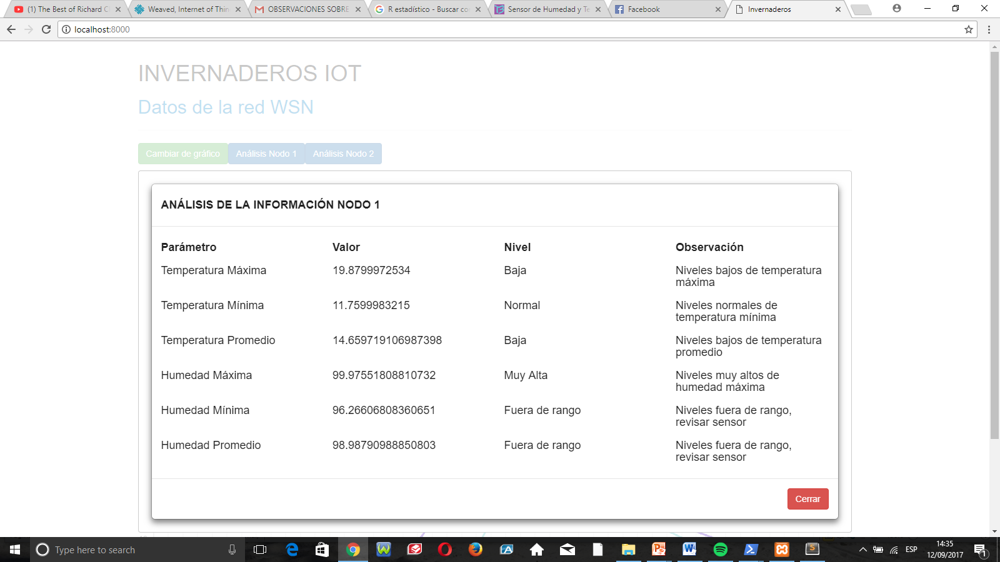 (1) The Best of Richard C
Weaved, Internet of Thin
OBSERVACIONES SOBRE
R estadístico - Buscar co
Sensor de Humedad y Te
Facebook
Invernaderos
localhost:8000
INVERNADEROS IOT
Datos de la red WSN
Cambiar de gráfico Análisis Nodo 1 Análisis Nodo 2
ANÁLISIS DE LA INFORMACIÓN NODO 1
Parámetro Valor Nivel Observación
Temperatura Máxima 19.8799972534 Baja Niveles bajos de temperatura
máxima
Temperatura Mínima 11.7599983215 Normal Niveles normales de
temperatura mínima
Temperatura Promedio 14.659719106987398 Baja Niveles bajos de temperatura
promedio
Humedad Máxima 99.97551808810732 Muy Alta Niveles muy altos de
humedad máxima
Humedad Mínima 96.26606808360651 Fuera de rango Niveles fuera de rango,
revisar sensor
Humedad Promedio 98.98790988850803 Fuera de rango Niveles fuera de rango,
revisar sensor
Cerrar
Type here to search
ESP
14:35
12/09/2017
1